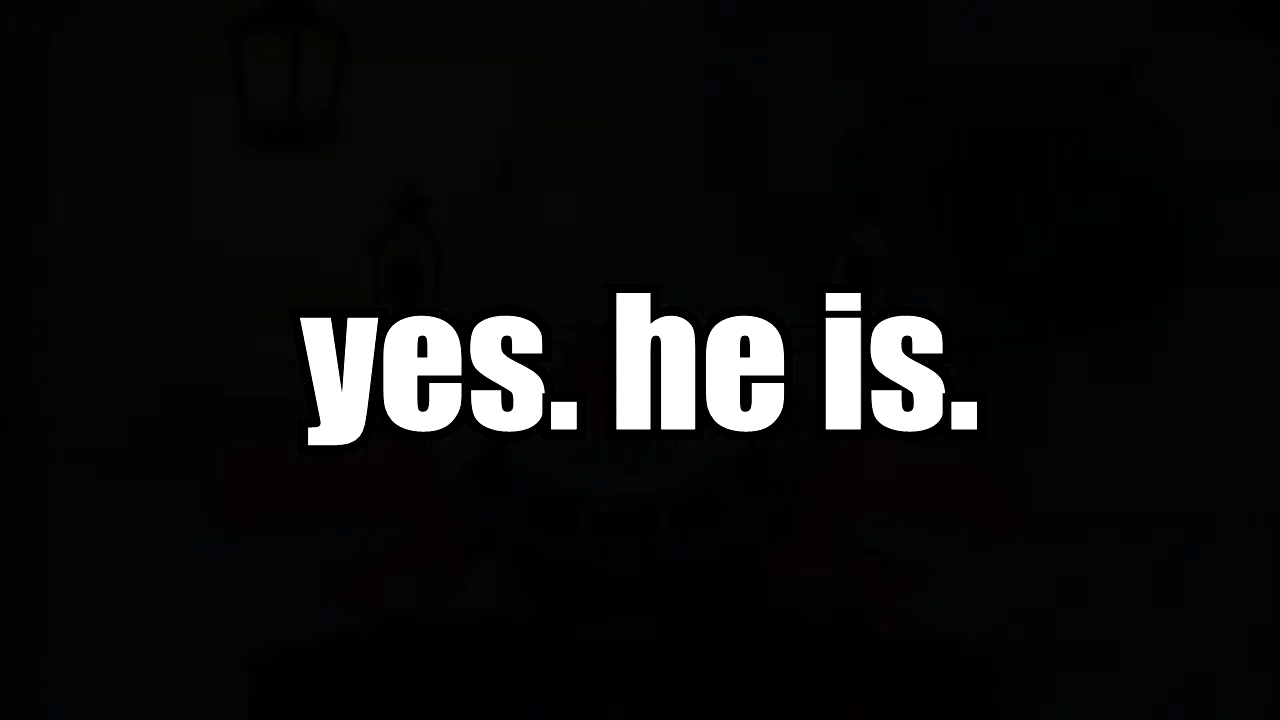 yes. he is.